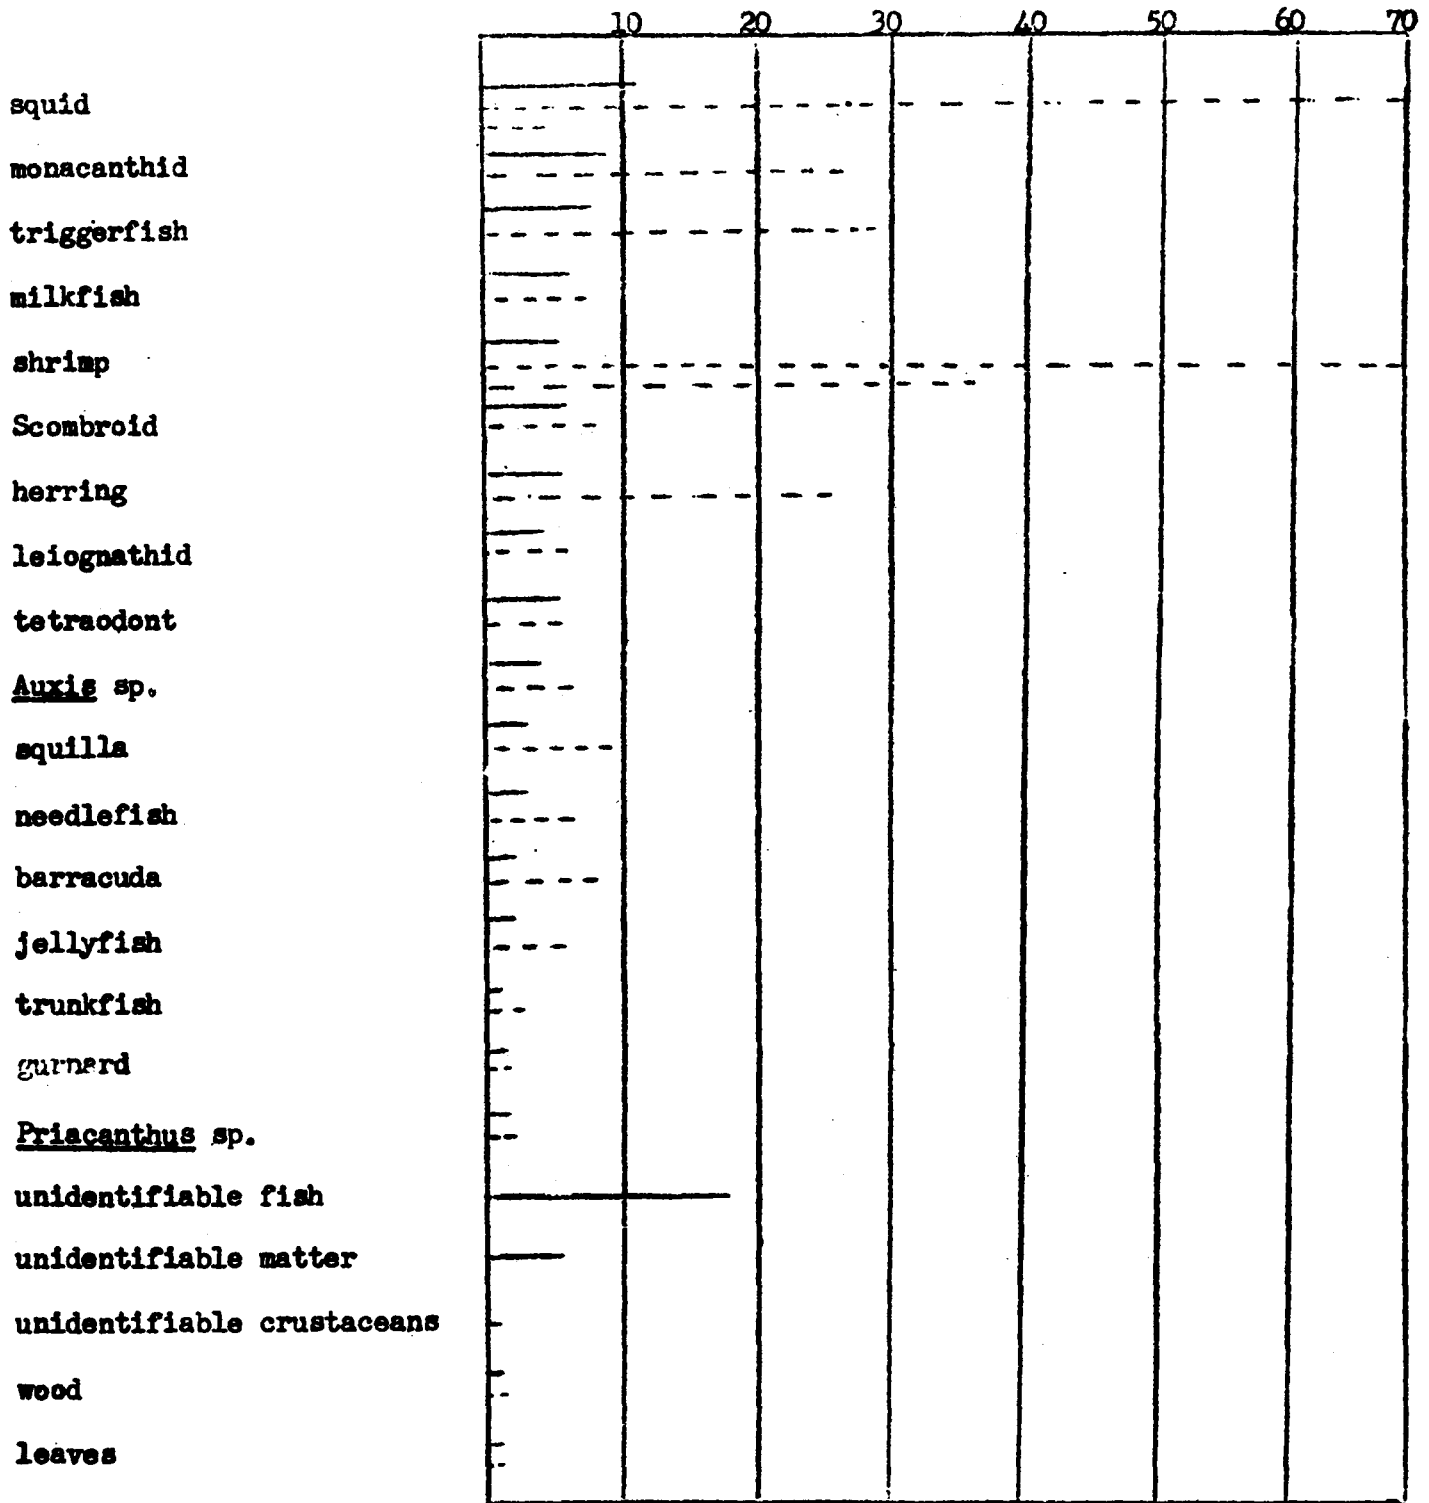 10 20 30 40 50 60 70
squid
monacanthid
triggerfish
milkfish
shrimp
Scombroid
herring
leiognathid
tetraodont
Auxis sp.
squilla
needlefish
barracuda
jellyfish
trunkfish
gurnard
Priacanthus sp.
unidentifiable fish
unidentifiable matter
unidentifiable crustaceans
wood
leaves